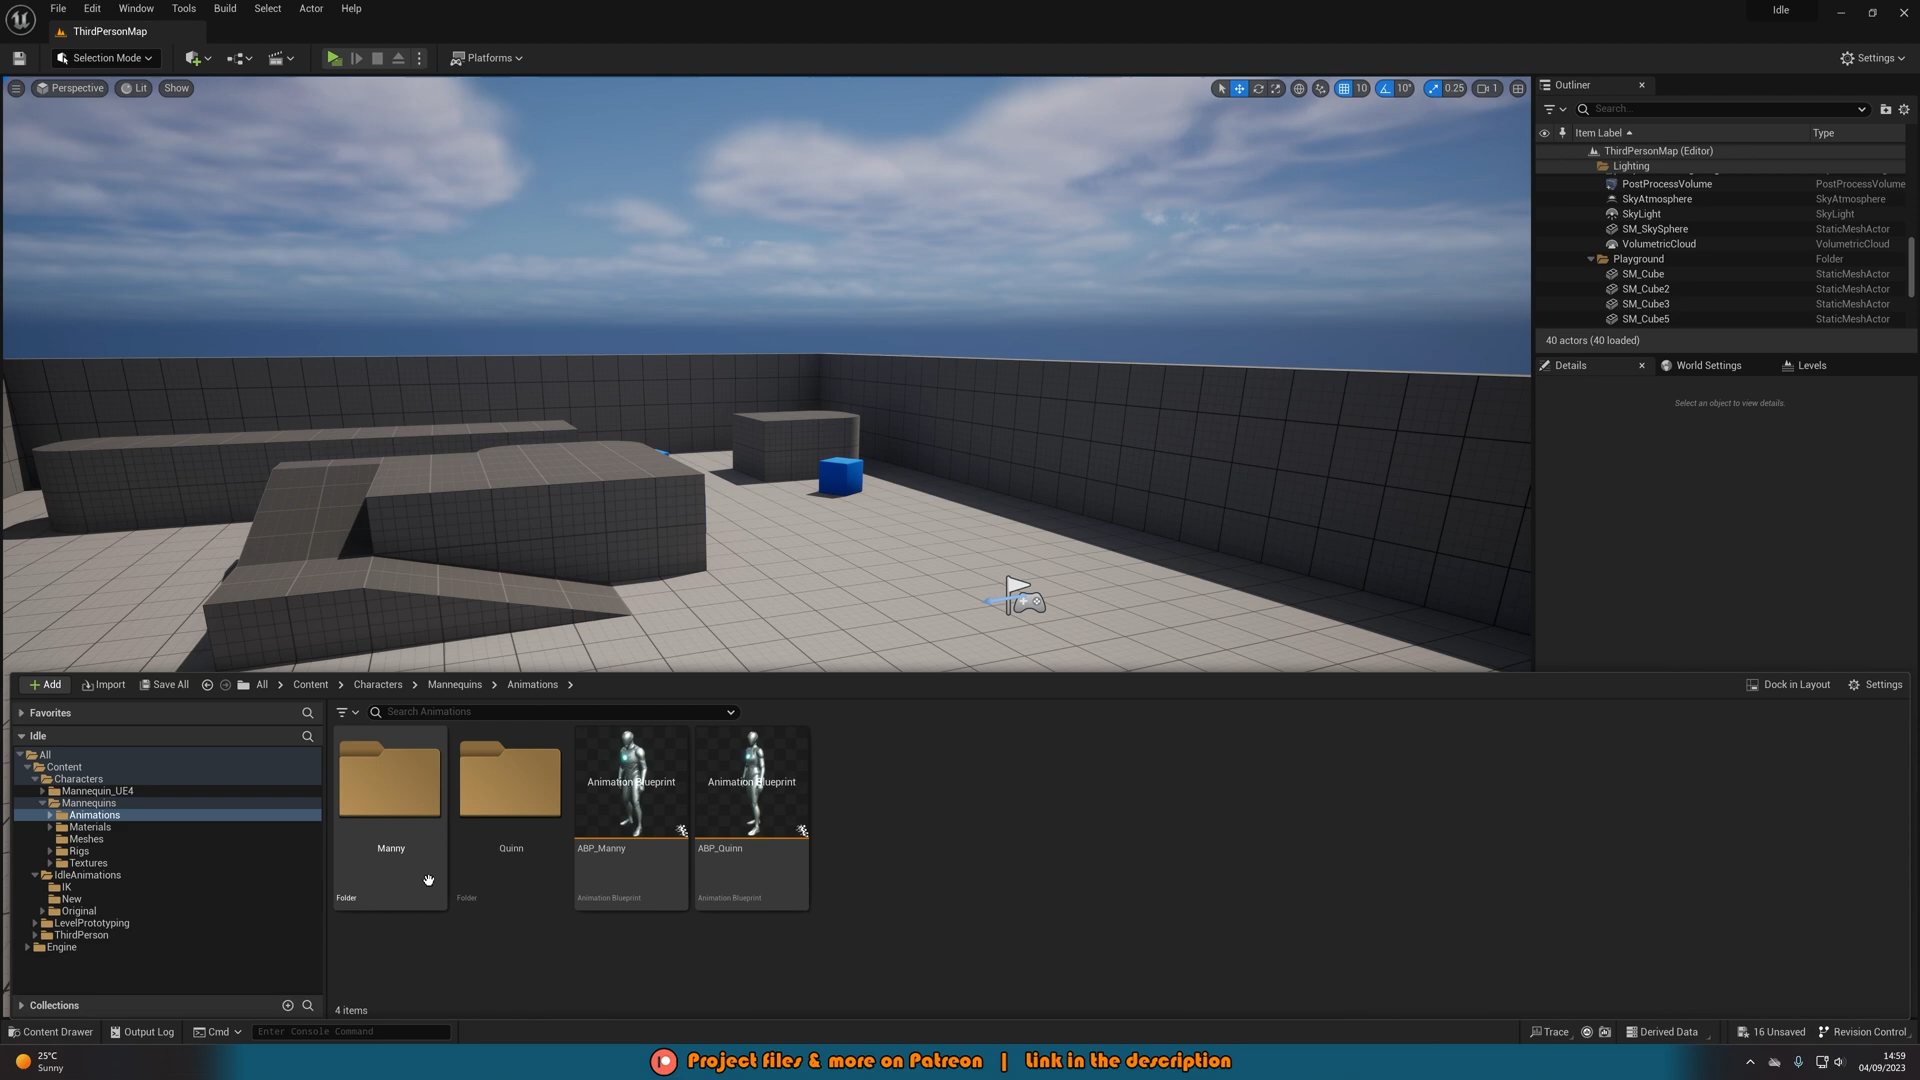 File Edit Window Tools Build Select Actor Help
Idle
ThirdPersonMap
Selection Mode
Platforms
Settings
Perspective Lit Show
10 10° 0.25 1
Outliner
Search...
Item Label Type
ThirdPersonMap (Editor)
Lighting
PostProcessVolume PostProcessVolume
SkyAtmosphere SkyAtmosphere
SkyLight SkyLight
SM_SkySphere StaticMeshActor
VolumetricCloud VolumetricCloud
Playground Folder
SM_Cube StaticMeshActor
SM_Cube2 StaticMeshActor
SM_Cube3 StaticMeshActor
SM_Cube5 StaticMeshActor
40 actors (40 loaded)
Details World Settings Levels
Select an object to view details.
Add Import Save All All Content Characters Mannequins Animations
Dock in Layout Settings
Favorites
Search Animations
Idle
All
Content
Characters
Mannequin_UE4
Mannequins
Animations
Materials
Meshes
Rigs
Textures
IdleAnimations
IK
New
Original
LevelPrototyping
ThirdPerson
Engine
Collections
Manny
Folder
Quinn
Folder
Animation Blueprint
ABP_Manny
Animation Blueprint
Animation Blueprint
ABP_Quinn
Animation Blueprint
4 items
Content Drawer Output Log Cmd Enter Console Command
Trace Derived Data 16 Unsaved Revision Control
25°C
Sunny
Project files & more on Patreon | Link in the description
14:59
04/09/2023